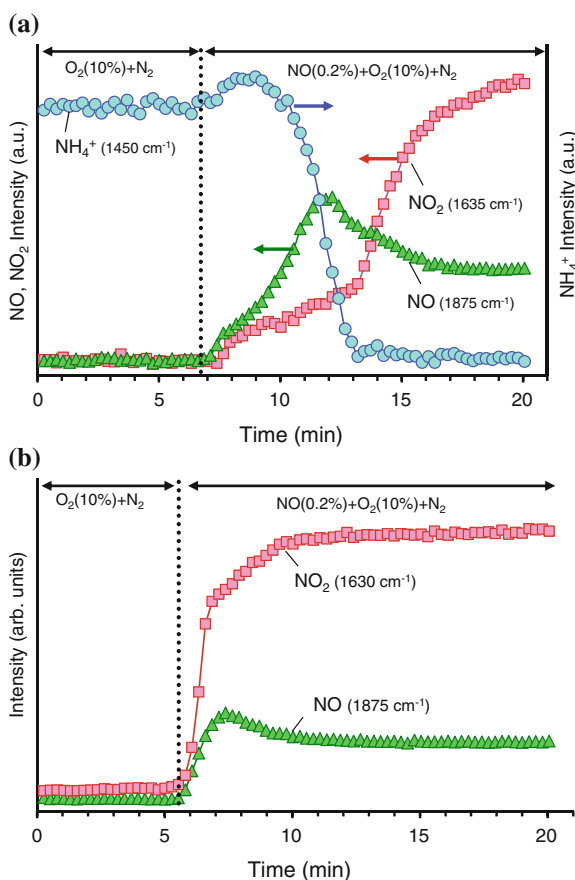 (a)
O₂(10%)+N₂
NO(0.2%)+O₂(10%)+N₂
NH₄⁺ (1450 cm⁻¹)
NO₂ (1635 cm⁻¹)
NO (1875 cm⁻¹)
NO, NO₂ Intensity (a.u.)
NH₄⁺ Intensity (a.u.)
0 5 10 15 20
Time (min)
(b)
O₂(10%)+N₂
NO(0.2%)+O₂(10%)+N₂
NO₂ (1630 cm⁻¹)
NO (1875 cm⁻¹)
Intensity (arb. units)
0 5 10 15 20
Time (min)